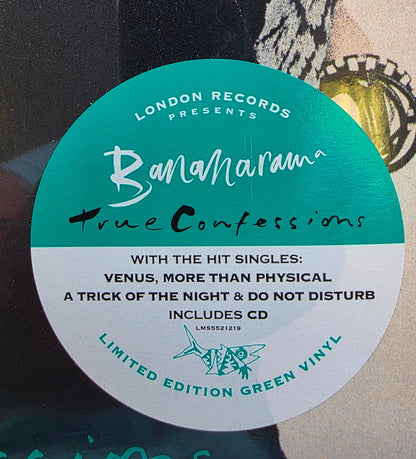 LONDON RECORDS
PRESENTS
Bananarama
True Confessions
WITH THE HIT SINGLES:
VENUS, MORE THAN PHYSICAL
A TRICK OF THE NIGHT & DO NOT DISTURB
INCLUDES CD
LMS5521219
LIMITED EDITION GREEN VINYL
ssions